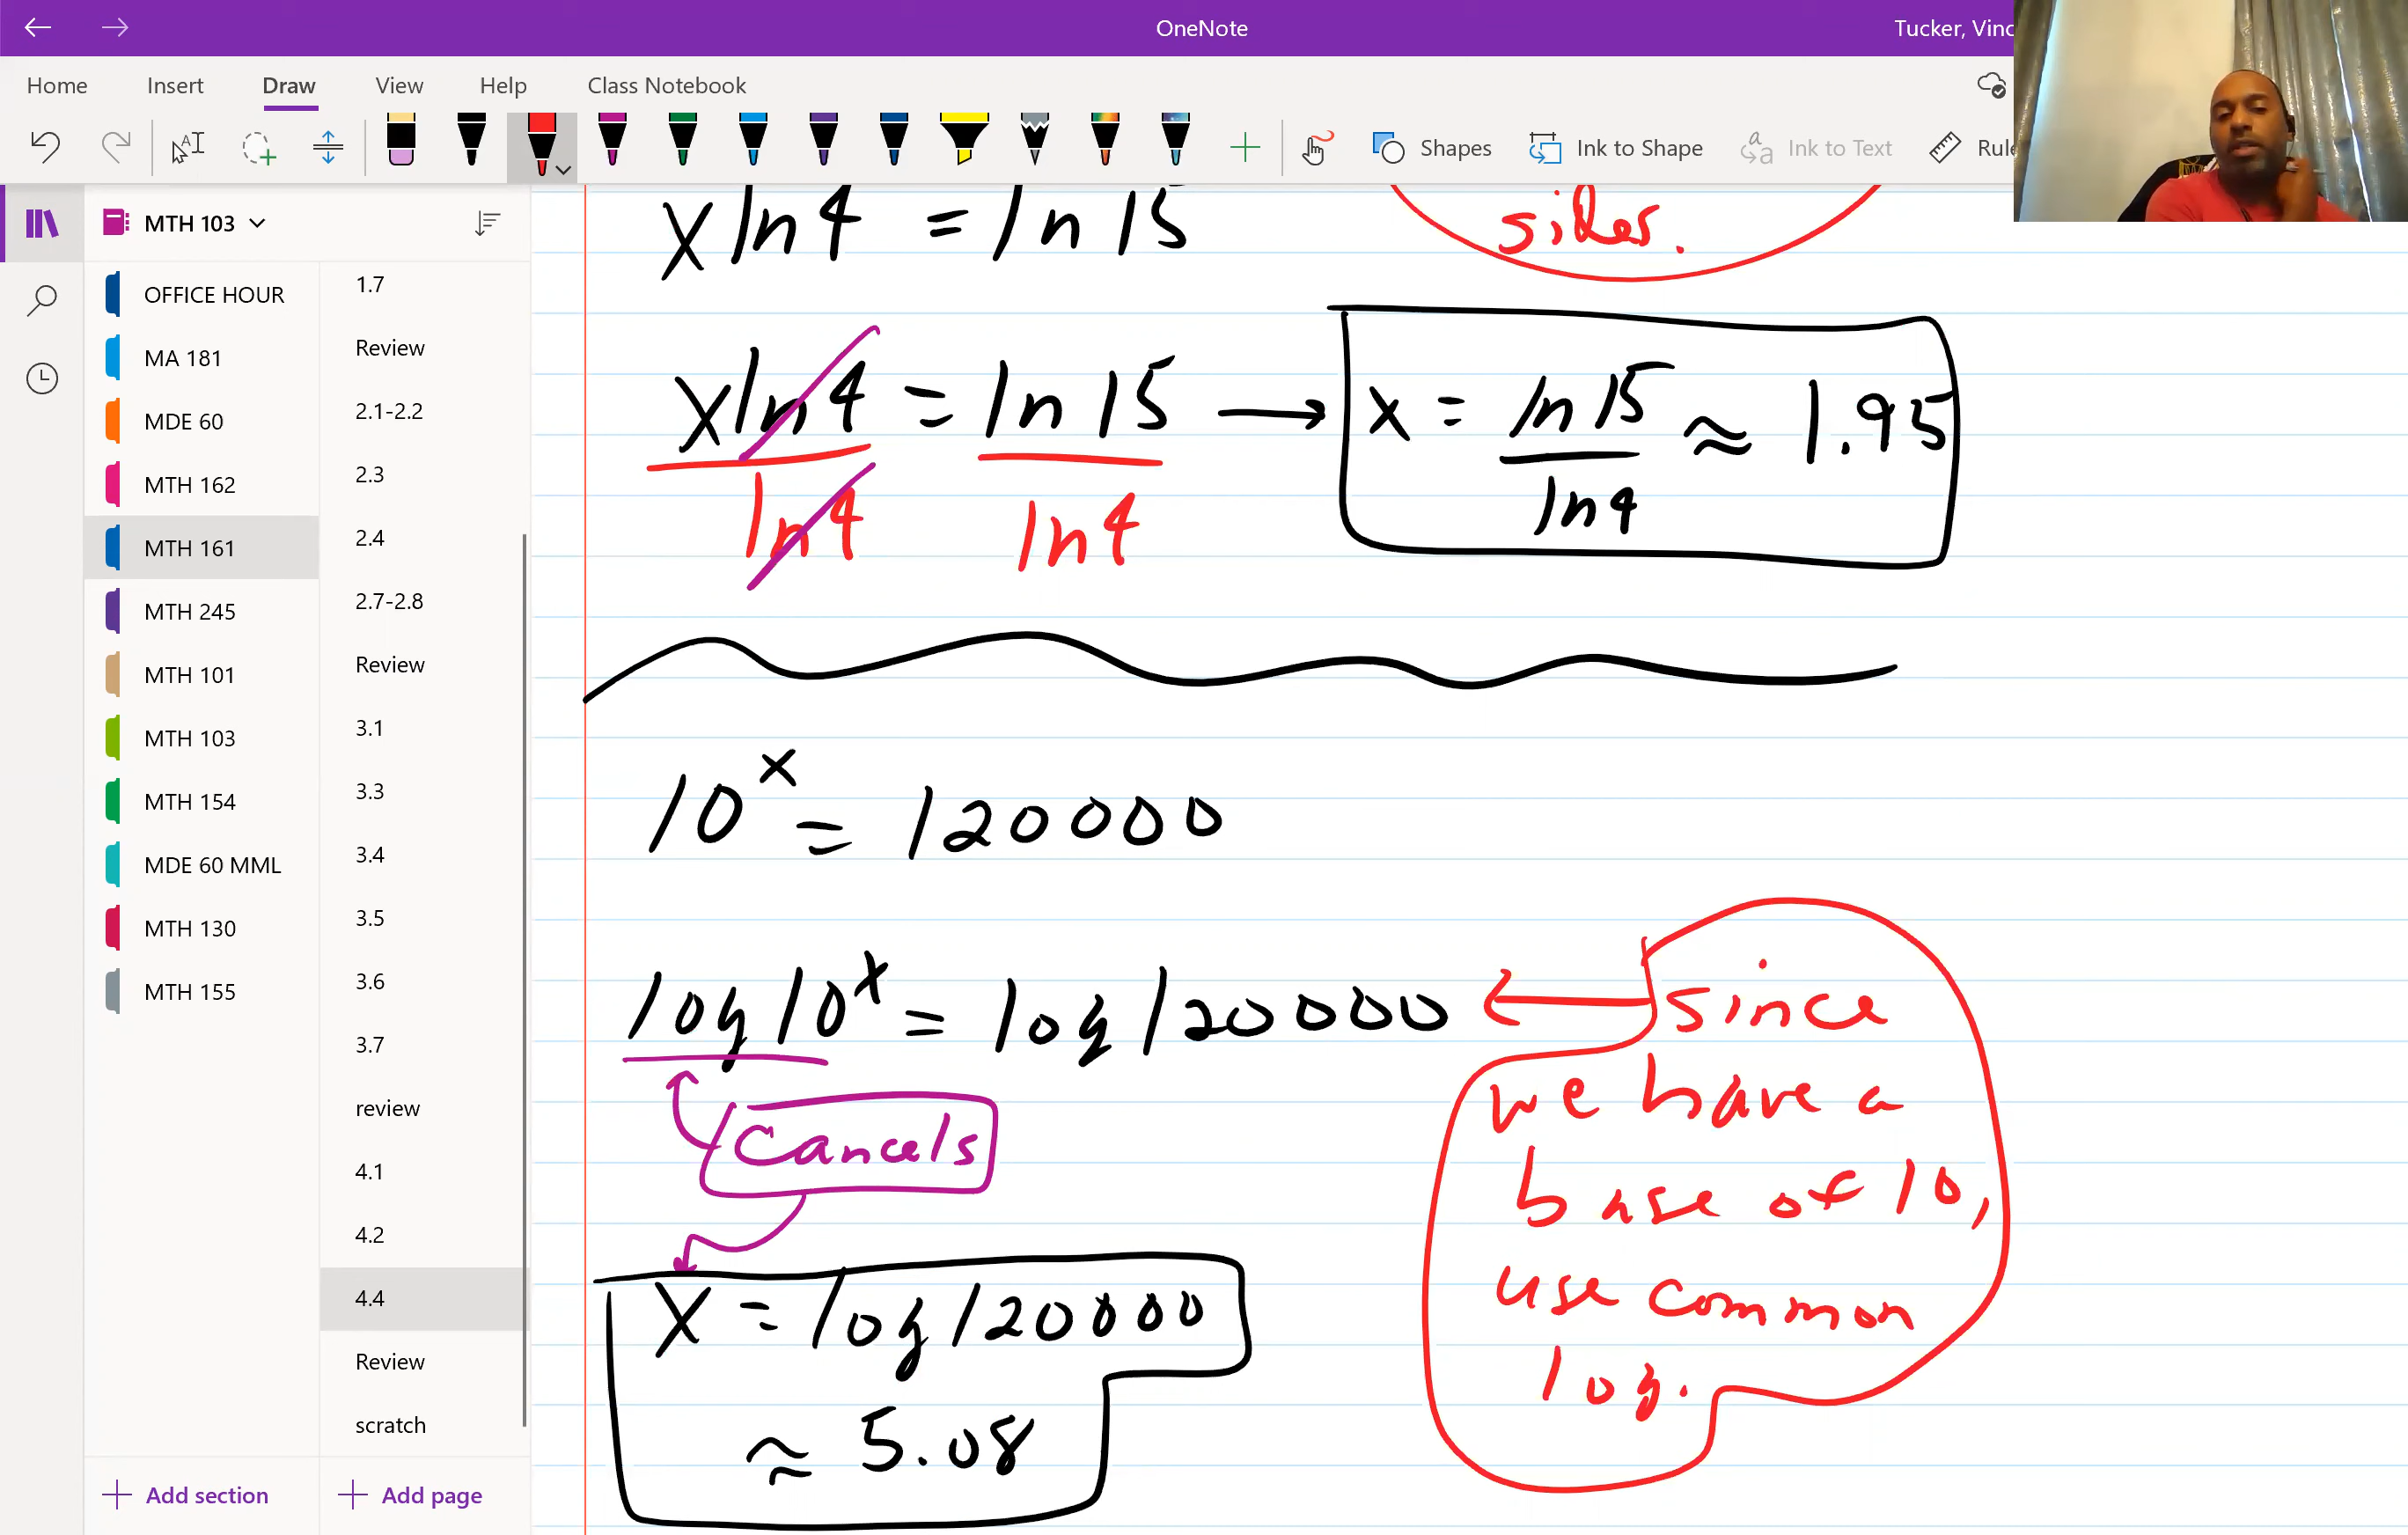 OneNote
Tucker, Vinc
Home Insert Draw View Help Class Notebook
Shapes Ink to Shape Ink to Text Rule
MTH 103
OFFICE HOUR
MA 181
MDE 60
MTH 162
MTH 161
MTH 245
MTH 101
MTH 103
MTH 154
MDE 60 MML
MTH 130
MTH 155
Add section
1.7
Review
2.1-2.2
2.3
2.4
2.7-2.8
Review
3.1
3.3
3.4
3.5
3.6
3.7
review
4.1
4.2
4.4
Review
scratch
Add page
x ln 4 = ln 15
sides.
x ln 4 / ln 4 = ln 15 / ln 4 → x = ln 15 / ln 4 ≈ 1.95
10^x = 120000
log 10^x = log 120000 ← since
we have a
base of 10,
use common
log.
Cancels
x = log 120000
≈ 5.08